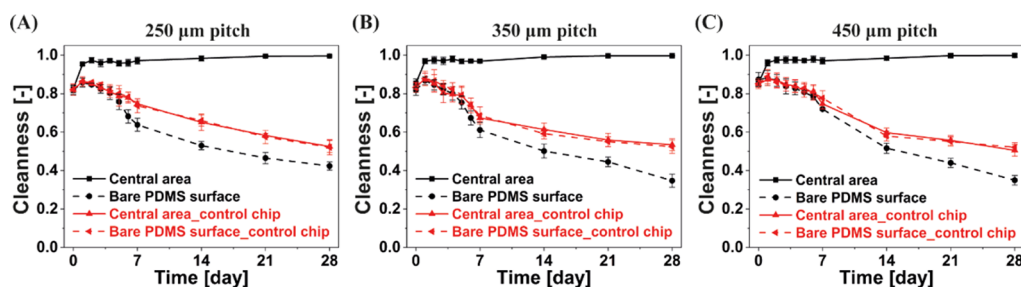 (A) 250 µm pitch
Cleanness [-]
1.0
0.8
0.6
0.4
0.2
0.0
Central area
Bare PDMS surface
Central area_control chip
Bare PDMS surface_control chip
0 7 14 21 28
Time [day]
(B) 350 µm pitch
Cleanness [-]
1.0
0.8
0.6
0.4
0.2
0.0
Central area
Bare PDMS surface
Central area_control chip
Bare PDMS surface_control chip
0 7 14 21 28
Time [day]
(C) 450 µm pitch
Cleanness [-]
1.0
0.8
0.6
0.4
0.2
0.0
Central area
Bare PDMS surface
Central area_control chip
Bare PDMS surface_control chip
0 7 14 21 28
Time [day]